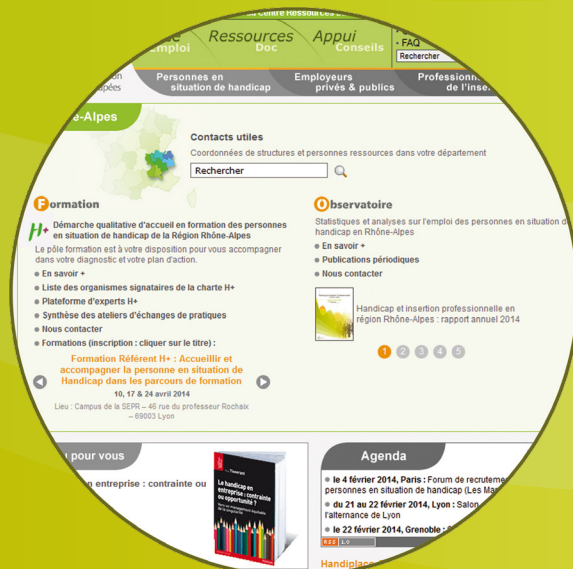 Centre Ressources
Emploi
Ressources
Doc
Appui
Conseils
- FAQ
Rechercher
Personnes en
situation de handicap
Employeurs
privés & publics
e-Alpes
Contacts utiles
Coordonnées de structures et personnes ressources dans votre département
Rechercher
Formation
H+ Démarche qualitative d'accueil en formation des personnes
en situation de handicap de la Région Rhône-Alpes
Le pôle formation est à votre disposition pour vous accompagner
dans votre diagnostic et votre plan d'action.
En savoir +
Liste des organismes signataires de la charte H+
Plateforme d'experts H+
Synthèse des ateliers d'échanges de pratiques
Nous contacter
Formations (inscription : cliquer sur le titre) :
Formation Référent H+ : Accueillir et
accompagner la personne en situation de
Handicap dans les parcours de formation
10, 17 & 24 avril 2014
Lieu : Campus de la SEPR – 46 rue du professeur Rochaix
– 69003 Lyon
Observatoire
Statistiques et analyses sur l'emploi des personnes en situation
handicap en Rhône-Alpes
En savoir +
Publications périodiques
Nous contacter
Handicap et insertion professionnelle en
région Rhône-Alpes : rapport annuel 2014
1 2 3 4 5
pour vous
en entreprise : contrainte ou
Le handicap en
entreprise : contrainte
ou opportunité ?
Agenda
le 4 février 2014, Paris : Forum de
personnes en situation de handicap (Les
du 21 au 22 février 2014, Lyon : Salon
l'alternance de Lyon
le 22 février 2014, Grenoble :
RSS 1.0
Handiplace